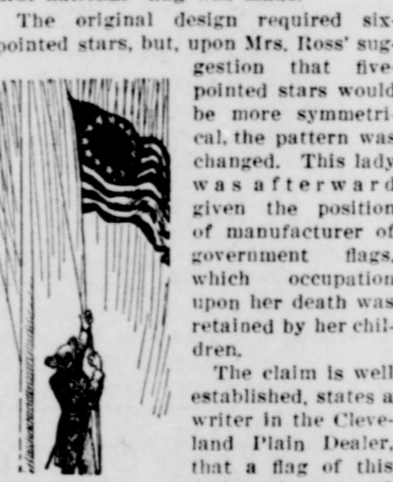 The original design required six-
pointed stars, but, upon Mrs. Ross' sug-
gestion that five-
pointed stars would
be more symmetri-
cal, the pattern was
changed. This lady
was afterward
given the position
of manufacturer of
government flags,
which occupation
upon her death was
retained by her chil-
dren.
The claim is well
established, states a
writer in the Cleve-
land Plain Dealer,
that a flag of this